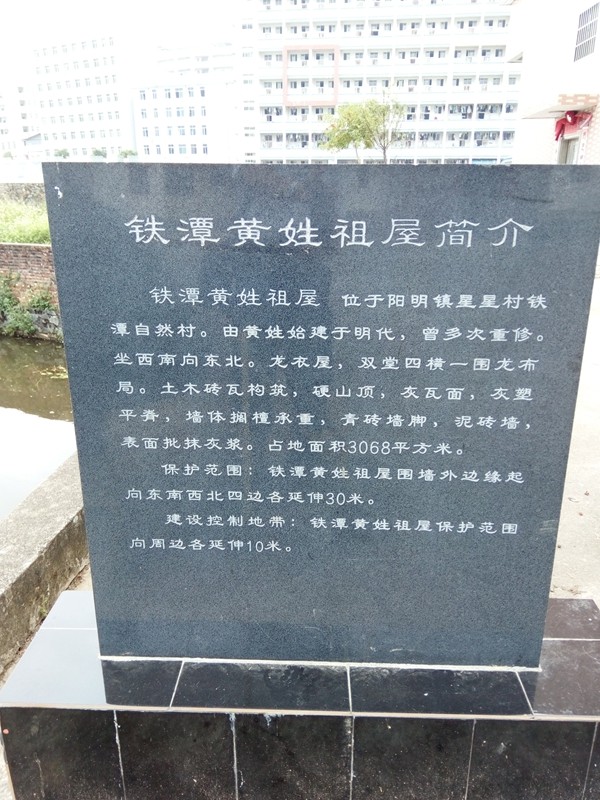 铁潭黄姓祖屋简介
铁潭黄姓祖屋 位于阳明镇星星村铁
潭自然村。由黄姓始建于明代，曾多次重修。
坐西南向东北。龙衣屋，双堂四横一围龙布
局。土木砖瓦构筑，硬山顶，灰瓦面，灰塑
平脊，墙体搁檀承重，青砖墙脚，泥砖墙，
表面批抹灰浆。占地面积3068平方米。
保护范围：铁潭黄姓祖屋围墙外边缘起
向东南西北四边各延伸30米。
建设控制地带：铁潭黄姓祖屋保护范围
向周边各延伸10米。